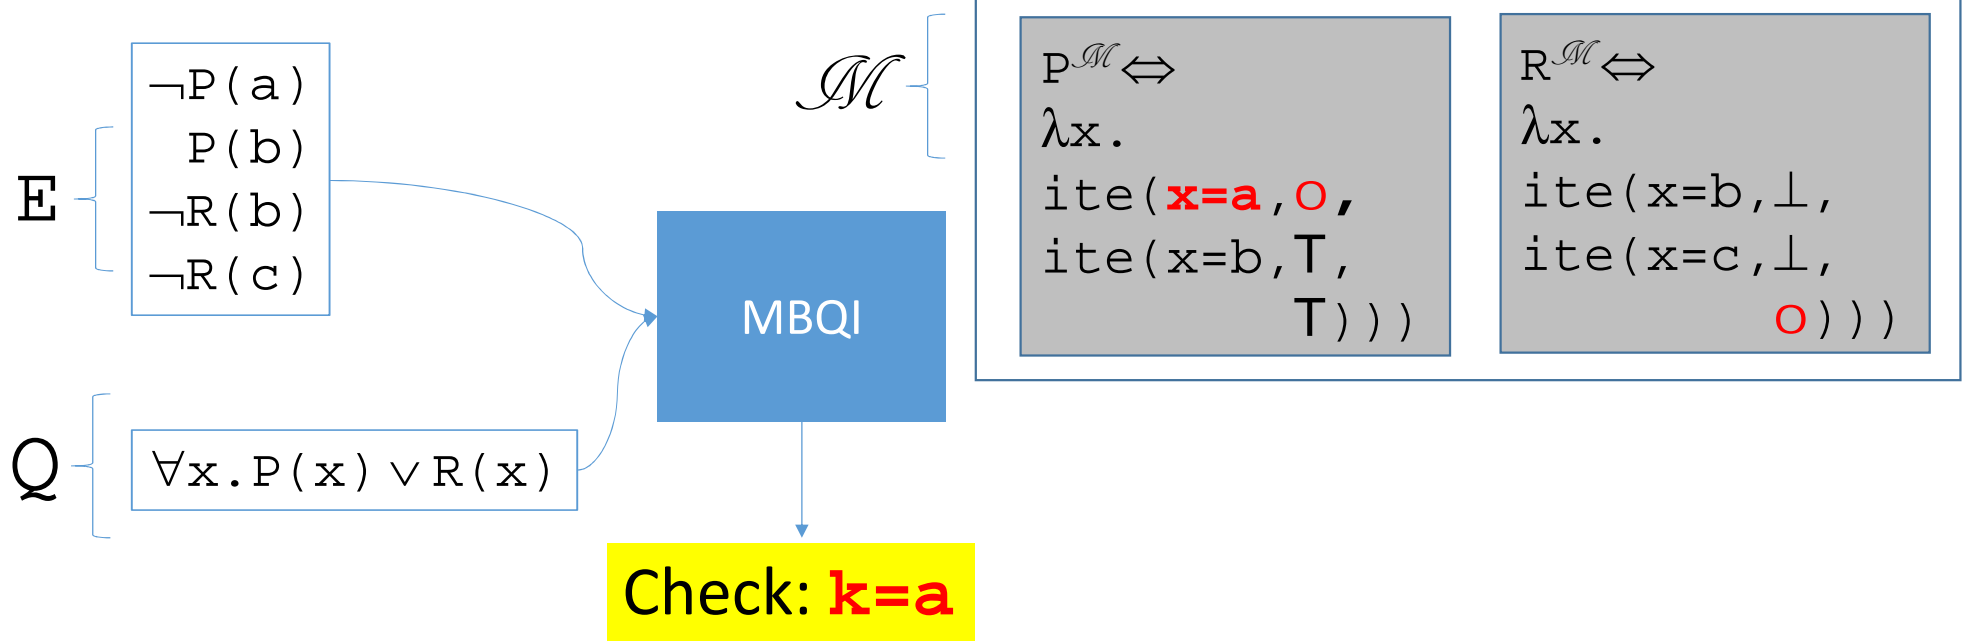 E
¬P(a)
P(b)
¬R(b)
¬R(c)
Q
∀x.P(x)∨R(x)
MBQI
Check: k=a
ℳ
P^ℳ⇔
λx.
ite(x=a,O,
ite(x=b,T,
T)))
R^ℳ⇔
λx.
ite(x=b,⊥,
ite(x=c,⊥,
O)))